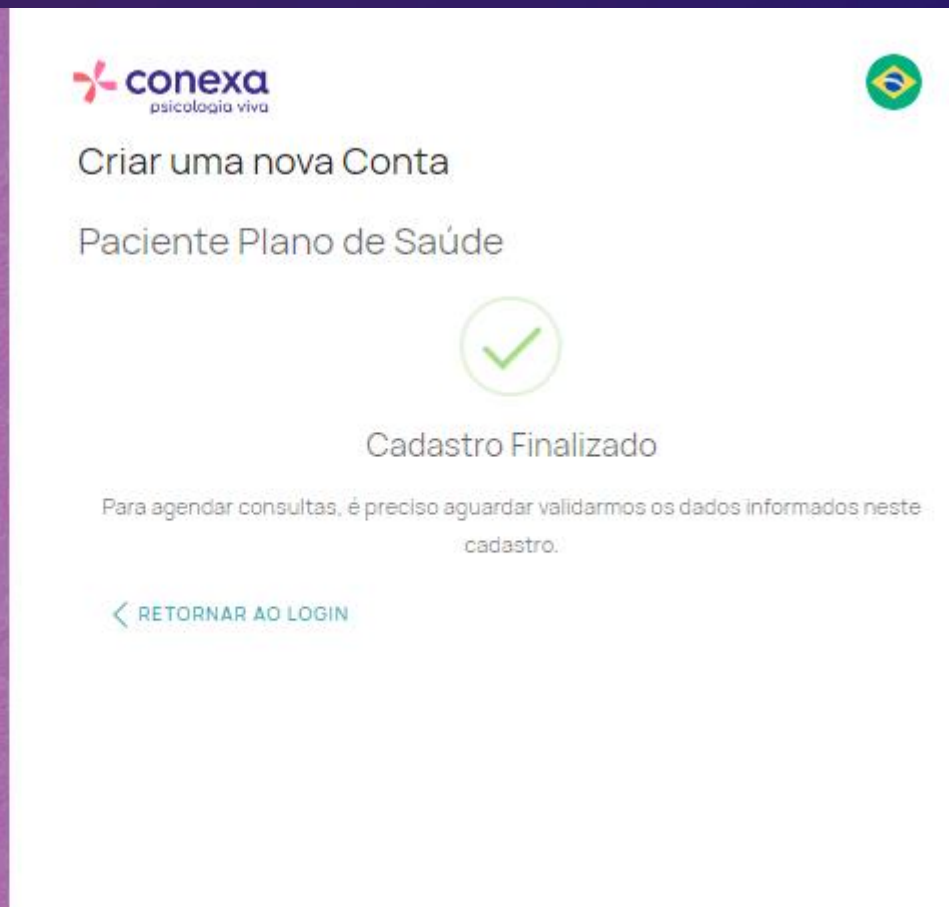 conexa
psicologia viva
Criar uma nova Conta
Paciente Plano de Saúde
Cadastro Finalizado
Para agendar consultas, é preciso aguardar validarmos os dados informados neste
cadastro.
RETORNAR AO LOGIN